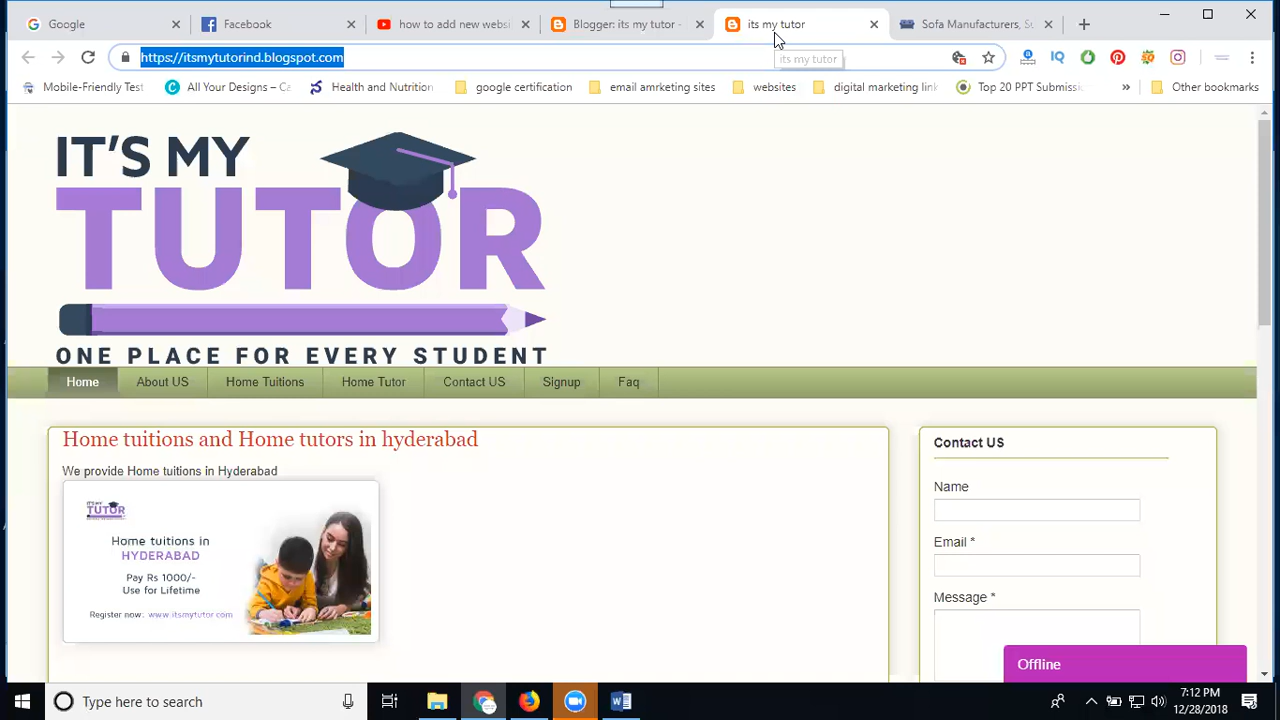 Google
Facebook
how to add new websi
Blogger: its my tutor -
its my tutor
Sofa Manufacturers, Su
https://itsmytutorind.blogspot.com
its my tutor
IQ
Mobile-Friendly Test
All Your Designs – Ca
Health and Nutrition
google certification
email amrketing sites
websites
digital marketing link
Top 20 PPT Submissi
»
Other bookmarks
IT'S MY
TUTOR
ONE PLACE FOR EVERY STUDENT
Home
About US
Home Tuitions
Home Tutor
Contact US
Signup
Faq
Home tuitions and Home tutors in hyderabad
We provide Home tuitions in Hyderabad
IT'S MY
TUTOR
Home tuitions in
HYDERABAD
Pay Rs 1000/-
Use for Lifetime
Register now: www.itsmytutor.com
Contact US
Name
Email *
Message *
Offline
Type here to search
7:12 PM
12/28/2018